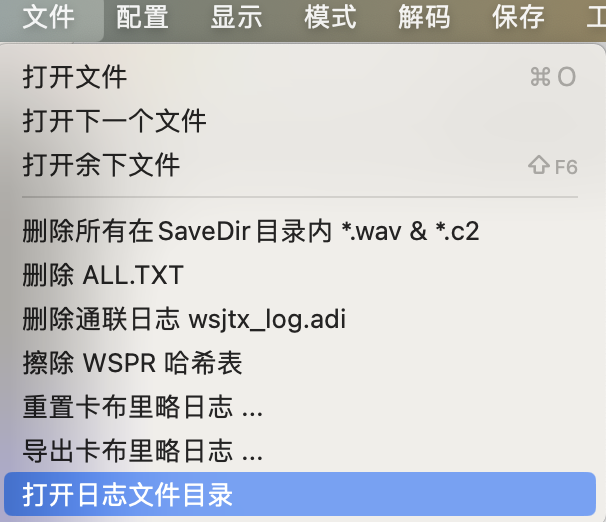 文件 配置 显示 模式 解码 保存
打开文件 ⌘ O
打开下一个文件
打开余下文件 ⇧ F6
删除所有在SaveDir目录内 *.wav & *.c2
删除 ALL.TXT
删除通联日志 wsjtx_log.adi
擦除 WSPR 哈希表
重置卡布里略日志 ...
导出卡布里略日志 ...
打开日志文件目录